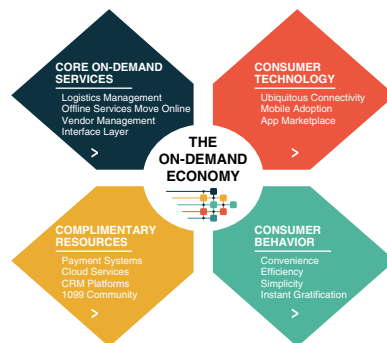 CORE ON-DEMAND
SERVICES
Logistics Management
Offline Services Move Online
Vendor Management
Interface Layer
>
CONSUMER
TECHNOLOGY
Ubiquitous Connectivity
Mobile Adoption
App Marketplace
>
THE
ON-DEMAND
ECONOMY
COMPLIMENTARY
RESOURCES
Payment Systems
Cloud Services
CRM Platforms
1099 Community
>
CONSUMER
BEHAVIOR
Convenience
Efficiency
Simplicity
Instant Gratification
>